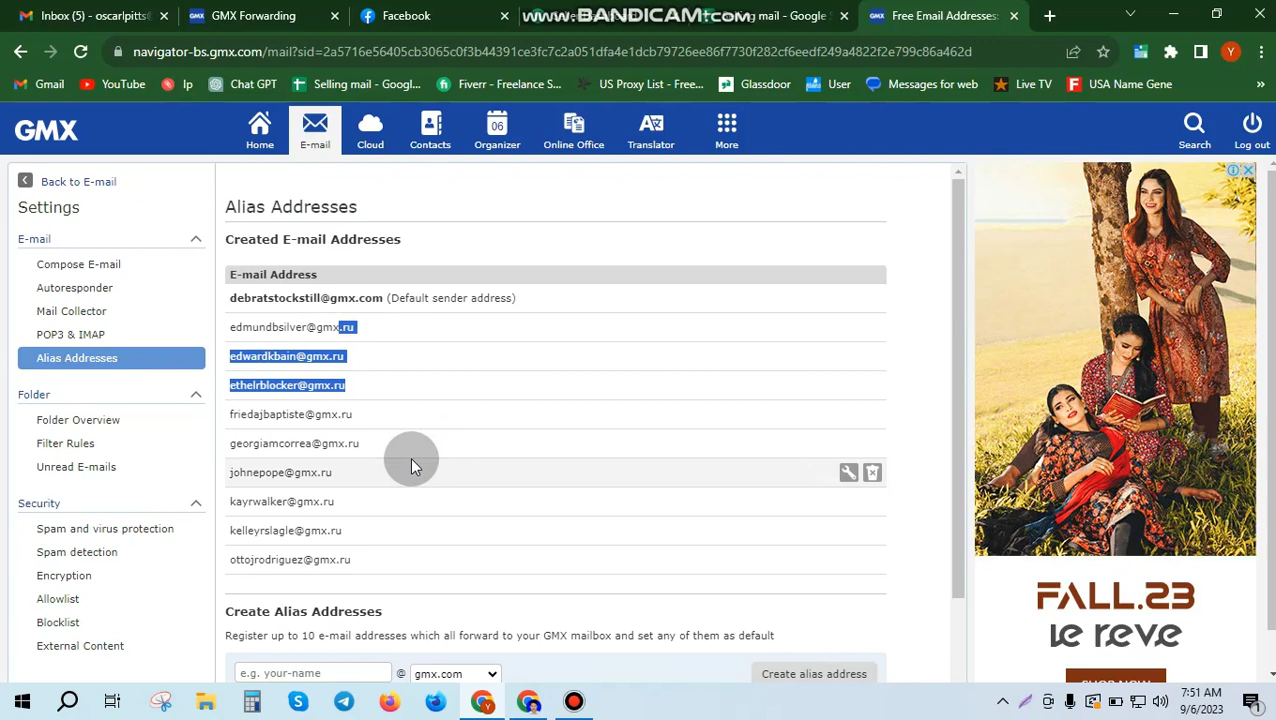 Inbox (15) - oscarpitts
GMX
Facebook
www.BANDICAM.com
ing mail - Google S
GMX Free E-mail Addresses:
navigator-bs.gmx.com/mail?sid=2a5716e56405cb3065c0f3d44391ce3fc7c2a051dfa4e1dcb79726ee86f7730f282cf6eedf249a4822f2e799c86a462d
Y
Gmail
YouTube
Ip
Chat GPT
Selling mail - Googl...
Fiverr - Freelance S...
US Proxy List - Free...
Glassdoor
User
Messages for web
Live TV
USA Name Gene
GMX
Home
E-mail
Cloud
Contacts
06
Organizer
Online Office
Translator
More
Search
Log out
Back to E-mail
Settings
E-mail
Compose E-mail
Autoresponder
Mail Collector
POP3 & IMAP
Alias Addresses
Folder
Folder Overview
Filter Rules
Unread E-mails
Security
Spam and virus protection
Spam detection
Encryption
Allowlist
Blocklist
External Content
Alias Addresses
Created E-mail Addresses
E-mail Address
debratstockstill@gmx.com (Default sender address)
edmundbsilver@gmx.ru
edwardkbain@gmx.ru
ethelrblocker@gmx.ru
friedajbaptiste@gmx.ru
georgiamcorrea@gmx.ru
johnepope@gmx.ru
kayrwalker@gmx.ru
kelleyrslagle@gmx.ru
ottojrodriguez@gmx.ru
Create Alias Addresses
Register up to 10 e-mail addresses which all forward to your GMX mailbox and set any of them as default
e.g. your-name
@
gmx.com
Create alias address
FALL.23
le reve
SHOP NOW
7:51 AM
9/6/2023
1